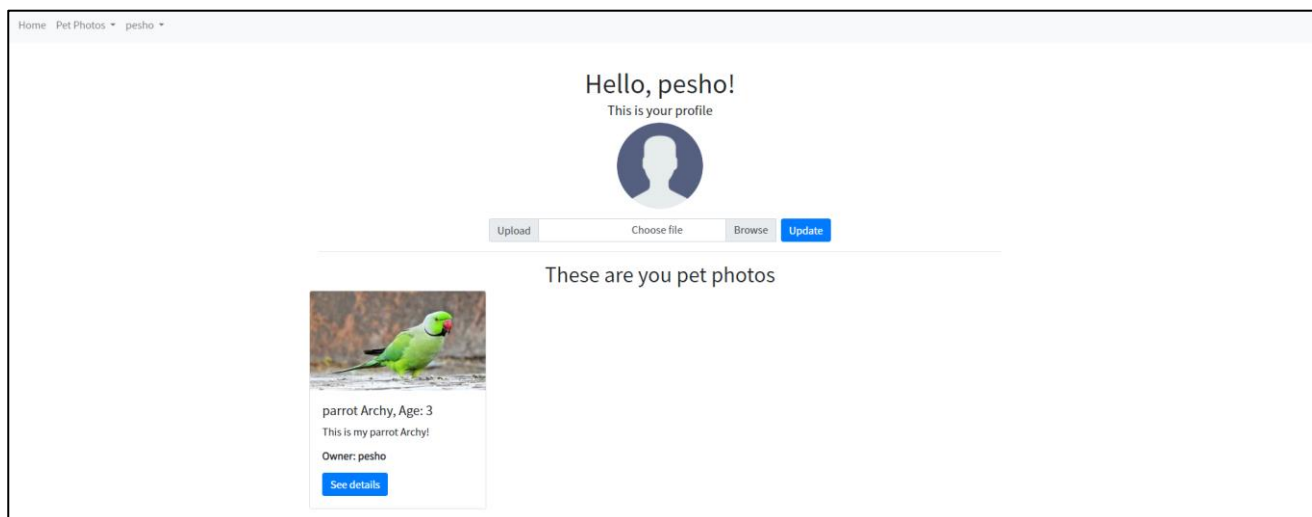 Home Pet Photos pesho
Hello, pesho!
This is your profile
Upload Choose file Browse Update
These are you pet photos
parrot Archy, Age: 3
This is my parrot Archy!
Owner: pesho
See details